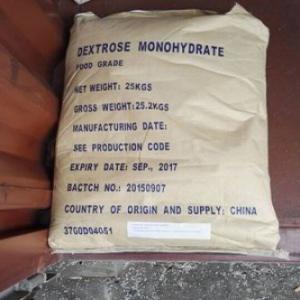 DEXTROSE MONOHYDRATE
FOOD GRADE
NET WEIGHT: 25KGS
GROSS WEIGHT:25.2KGS
MANUFACTURING DATE:
SEE PRODUCTION CODE
EXPIRY DATE: SEP., 2017
BACTCH NO.: 20150907
COUNTRY OF ORIGIN AND SUPPLY: CHINA
37G0D04051